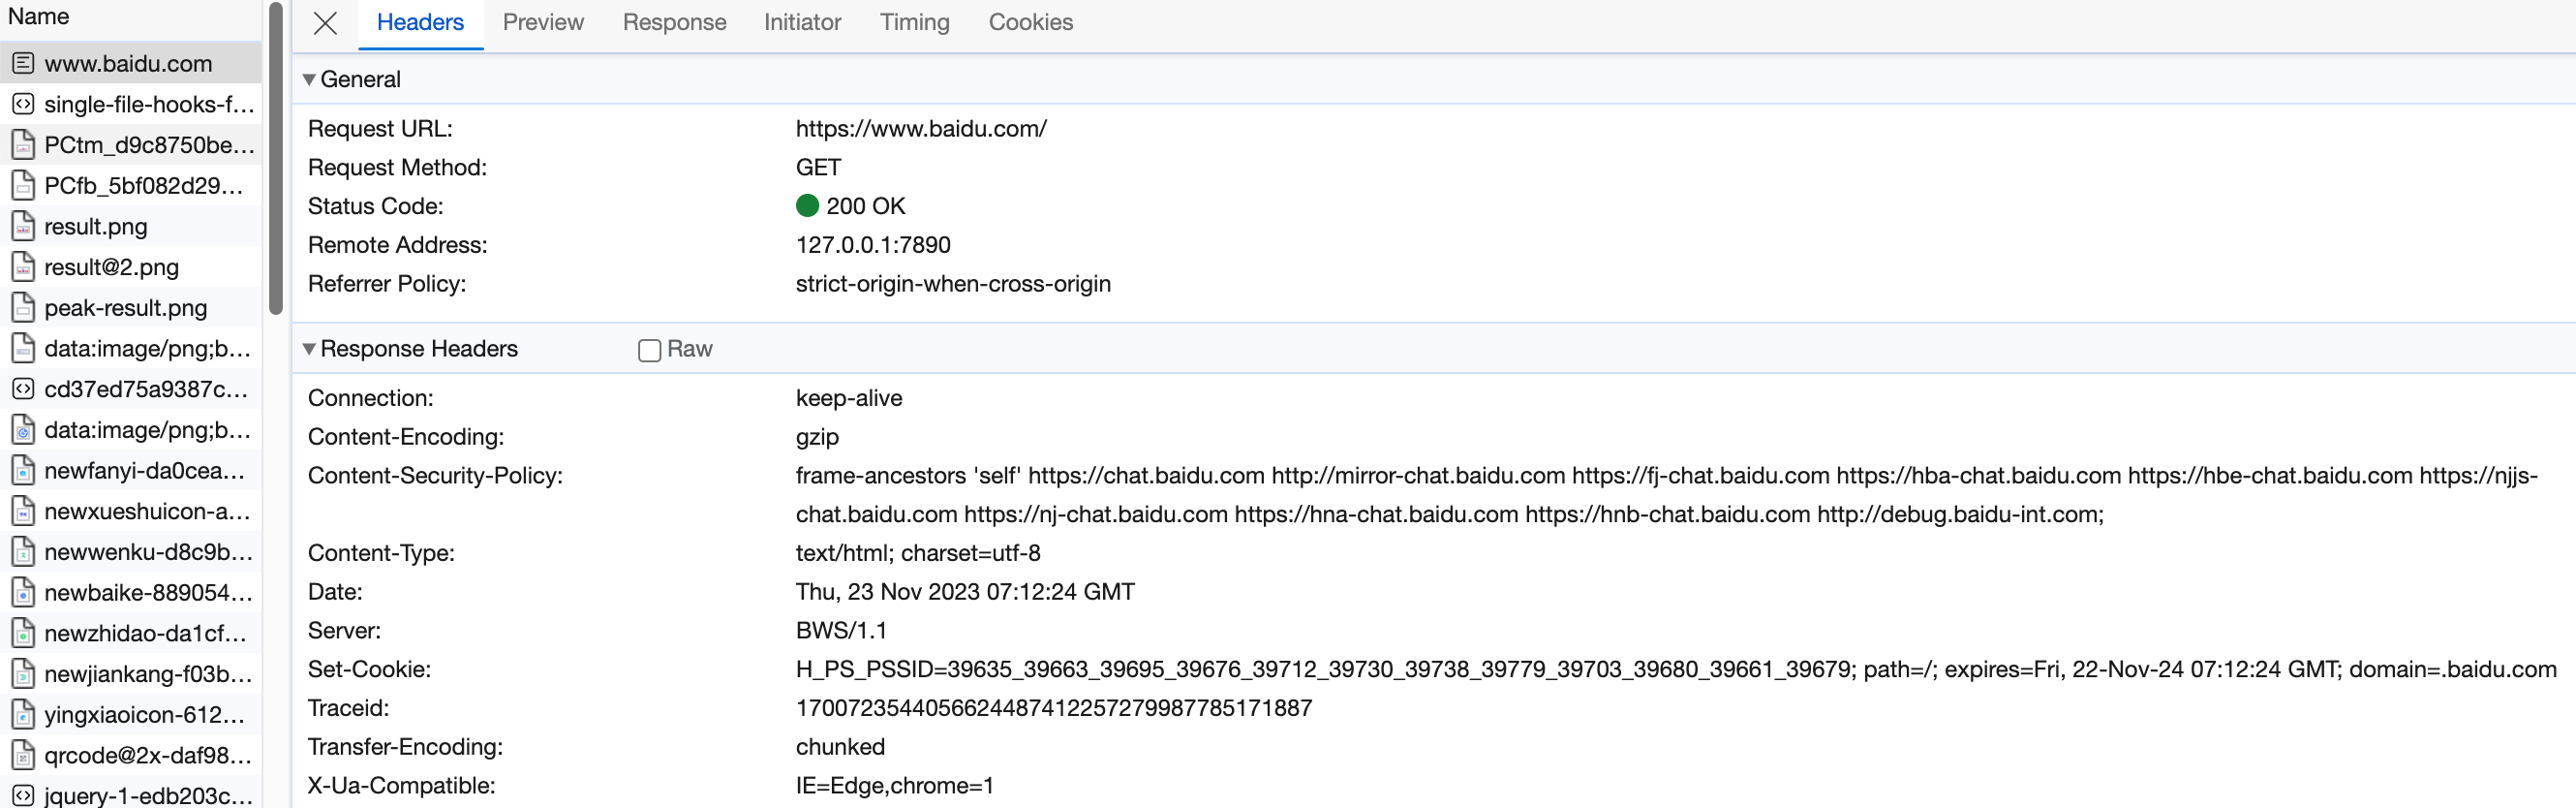 Name
www.baidu.com
single-file-hooks-f...
PCtm_d9c8750be...
PCfb_5bf082d29...
result.png
result@2.png
peak-result.png
data:image/png;b...
cd37ed75a9387c...
data:image/png;b...
newfanyi-da0cea...
newxueshuicon-a...
newwenku-d8c9b...
newbaike-889054...
newzhidao-da1cf...
newjiankang-f03b...
yingxiaoicon-612...
qrcode@2x-daf98...
jquery-1-edb203c...
Headers Preview Response Initiator Timing Cookies
General
Request URL: https://www.baidu.com/
Request Method: GET
Status Code: 200 OK
Remote Address: 127.0.0.1:7890
Referrer Policy: strict-origin-when-cross-origin
Response Headers Raw
Connection: keep-alive
Content-Encoding: gzip
Content-Security-Policy: frame-ancestors 'self' https://chat.baidu.com http://mirror-chat.baidu.com https://fj-chat.baidu.com https://hba-chat.baidu.com https://hbe-chat.baidu.com https://njjs-
chat.baidu.com https://nj-chat.baidu.com https://hna-chat.baidu.com https://hnb-chat.baidu.com http://debug.baidu-int.com;
Content-Type: text/html; charset=utf-8
Date: Thu, 23 Nov 2023 07:12:24 GMT
Server: BWS/1.1
Set-Cookie: H_PS_PSSID=39635_39663_39695_39676_39712_39730_39738_39779_39703_39680_39661_39679; path=/; expires=Fri, 22-Nov-24 07:12:24 GMT; domain=.baidu.com
Traceid: 1700723544056624487412257279987785171887
Transfer-Encoding: chunked
X-Ua-Compatible: IE=Edge,chrome=1